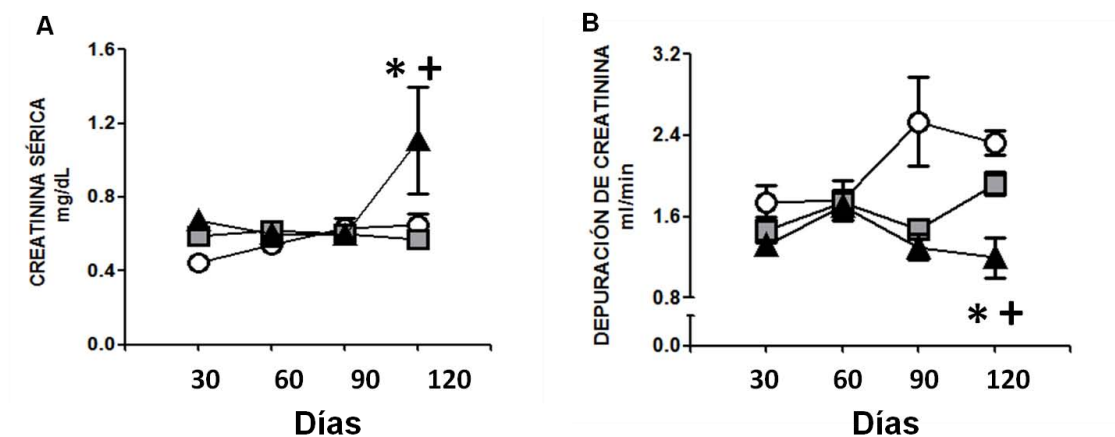 A
CREATININA SÉRICA
mg/dL
1.6
1.2
0.8
0.4
0.0
* +
30 60 90 120
Días
B
DEPURACIÓN DE CREATININA
ml/min
3.2
2.4
1.6
0.8
0.0
* +
30 60 90 120
Días